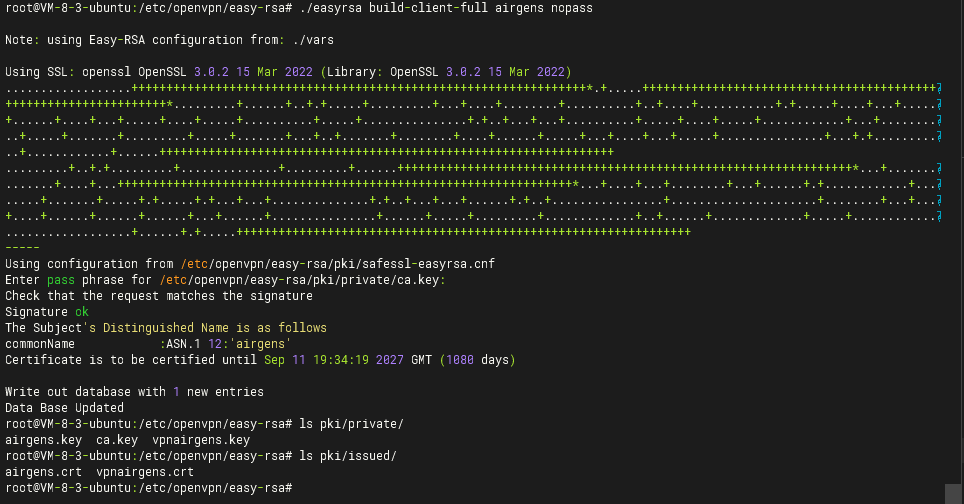 root@VM-8-3-ubuntu:/etc/openvpn/easy-rsa# ./easyrsa build-client-full airgens nopass
Note: using Easy-RSA configuration from: ./vars
Using SSL: openssl OpenSSL 3.0.2 15 Mar 2022 (Library: OpenSSL 3.0.2 15 Mar 2022)
-----
Using configuration from /etc/openvpn/easy-rsa/pki/safessl-easyrsa.cnf
Enter pass phrase for /etc/openvpn/easy-rsa/pki/private/ca.key:
Check that the request matches the signature
Signature ok
The Subject's Distinguished Name is as follows
commonName            :ASN.1 12:'airgens'
Certificate is to be certified until Sep 11 19:34:19 2027 GMT (1080 days)
Write out database with 1 new entries
Data Base Updated
root@VM-8-3-ubuntu:/etc/openvpn/easy-rsa# ls pki/private/
airgens.key  ca.key  vpnairgens.key
root@VM-8-3-ubuntu:/etc/openvpn/easy-rsa# ls pki/issued/
airgens.crt  vpnairgens.crt
root@VM-8-3-ubuntu:/etc/openvpn/easy-rsa#